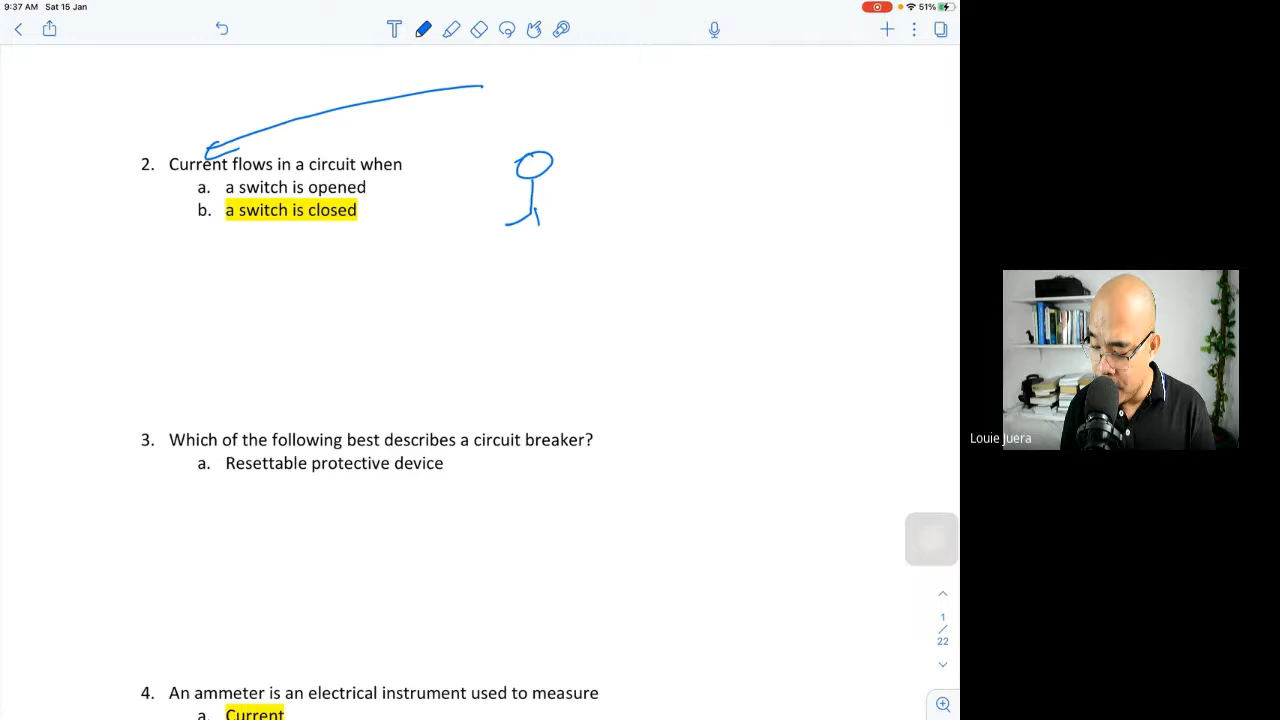 9:37 AM Sat 15 Jan
51%
2. Current flows in a circuit when
a. a switch is opened
b. a switch is closed
Louie Juera
3. Which of the following best describes a circuit breaker?
a. Resettable protective device
1
/
22
4. An ammeter is an electrical instrument used to measure
a. Current